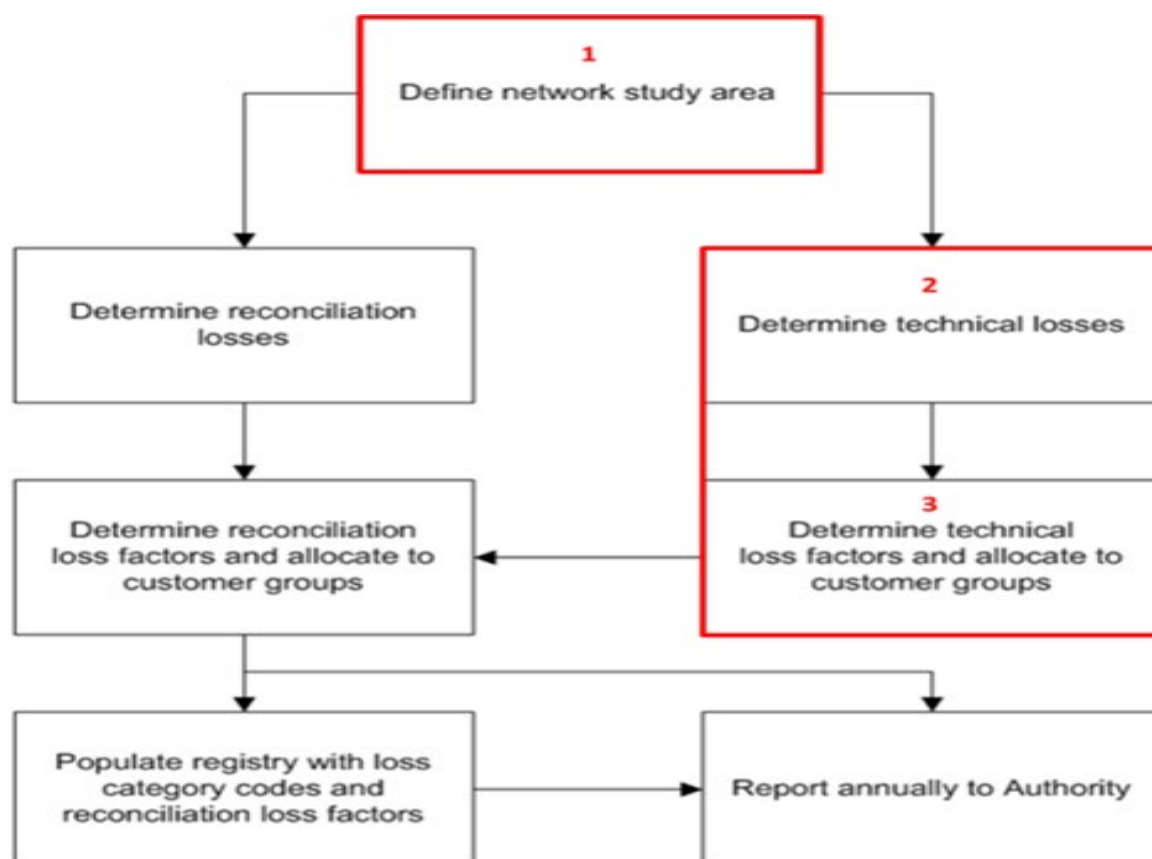 1
Define network study area
Determine reconciliation
losses
2
Determine technical losses
Determine reconciliation
loss factors and allocate to
customer groups
3
Determine technical
loss factors and allocate to
customer groups
Populate registry with loss
category codes and
reconciliation loss factors
Report annually to Authority